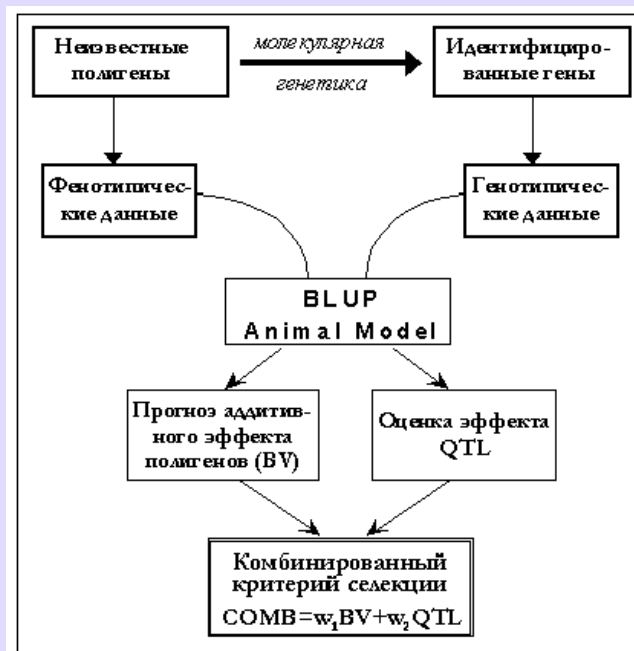 Неизвестные
полигены
молекулярная
генетика
Идентифициро-
ванные гены
Фенотипичес-
кие данные
Генотипичес-
кие данные
BLUP
Animal Model
Прогноз аддитив-
ного эффекта
полигенов (BV)
Оценка эффекта
QTL
Комбинированный
критерий селекции
COMB=w₁BV+w₂QTL